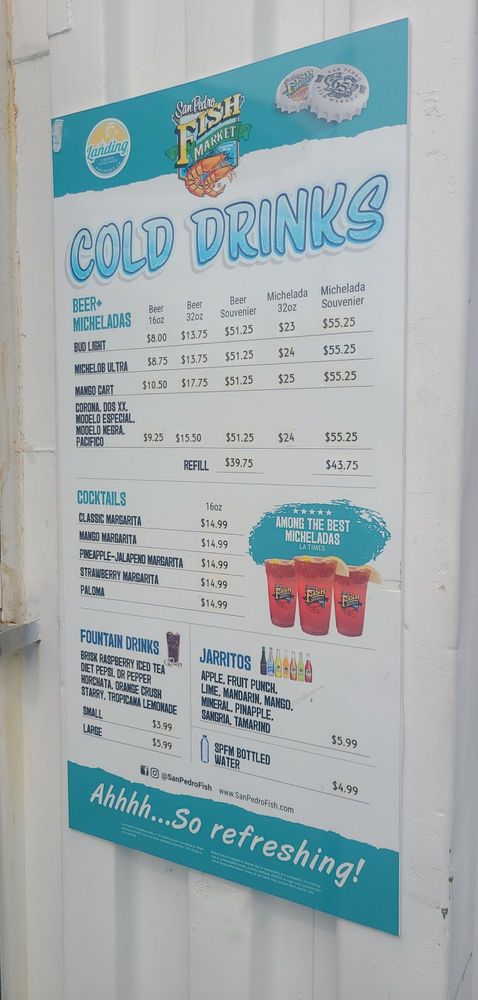 Landing
San Pedro
FISH
MARKET
COLD DRINKS
BEER+
MICHELADAS
Beer
16oz
Beer
32oz
Beer
Souvenier
Michelada
32oz
Michelada
Souvenier
BUD LIGHT $8.00 $13.75 $51.25 $23 $55.25
MICHELOB ULTRA $8.75 $13.75 $51.25 $24 $55.25
MANGO CART $10.50 $17.75 $51.25 $25 $55.25
CORONA, DOS XX,
MODELO ESPECIAL,
MODELO NEGRA,
PACIFICO $9.25 $15.50 $51.25 $24 $55.25
REFILL $39.75 $43.75
COCKTAILS 16oz
CLASSIC MARGARITA $14.99
MANGO MARGARITA $14.99
PINEAPPLE-JALAPENO MARGARITA $14.99
STRAWBERRY MARGARITA $14.99
PALOMA $14.99
AMONG THE BEST
MICHELADAS
LA TIMES
FISH
FISH
FISH
FOUNTAIN DRINKS
BRISK RASPBERRY ICED TEA
DIET PEPSI, DR PEPPER
HORCHATA, ORANGE CRUSH
STARRY, TROPICANA LEMONADE
SMALL $3.99
LARGE $5.99
JARRITOS
APPLE, FRUIT PUNCH,
LIME, MANDARIN, MANGO,
MINERAL, PINAPPLE,
SANGRIA, TAMARIND $5.99
SPFM BOTTLED
WATER $4.99
@SanPedroFish www.SanPedroFish.com
Ahhhh...So refreshing!